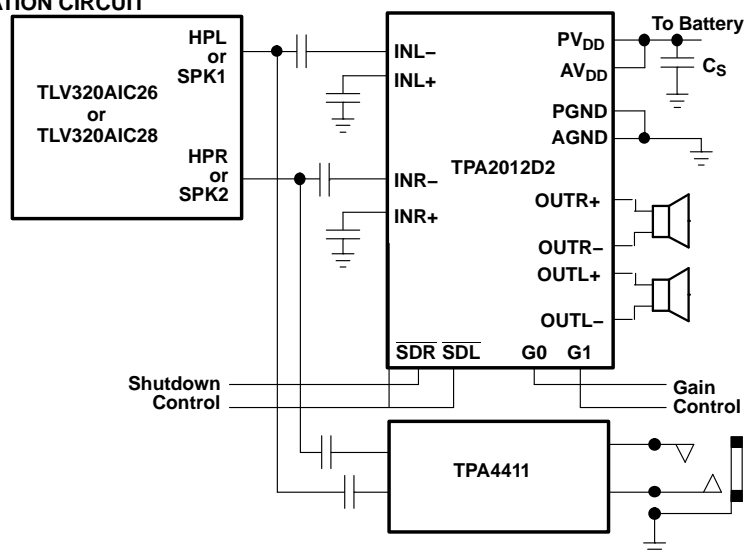 ATION CIRCUIT
HPL
or
SPK1
TLV320AIC26
or
TLV320AIC28
HPR
or
SPK2
INL–
INL+
INR–
INR+
TPA2012D2
PVDD
AVDD
PGND
AGND
OUTR+
OUTR–
OUTL+
OUTL–
SDR SDL G0 G1
To Battery
CS
Shutdown
Control
Gain
Control
TPA4411